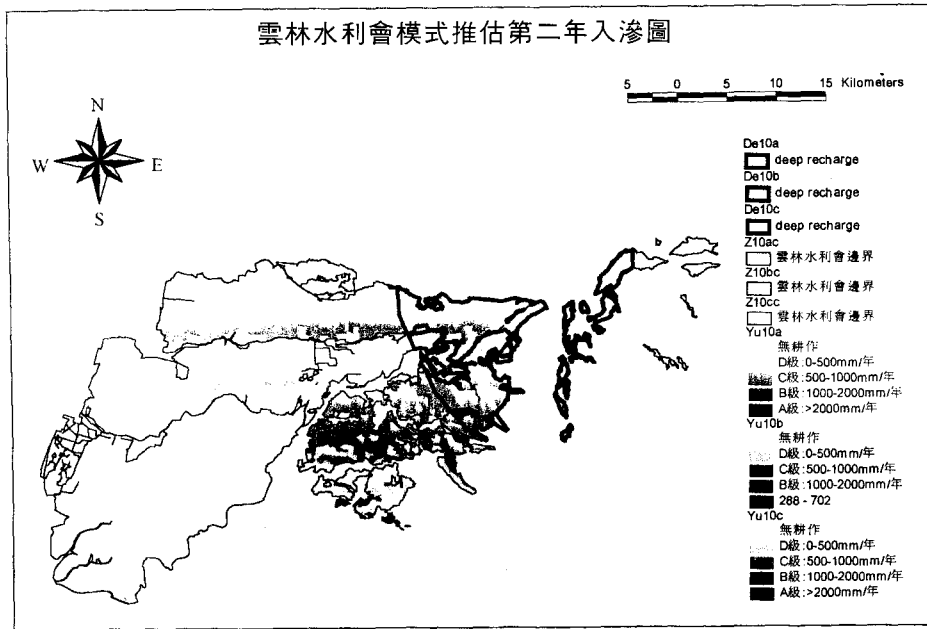 雲林水利會模式推估第二年入滲圖
5 0 5 10 15 Kilometers
N
W E
S
De10a
deep recharge
De10b
deep recharge
De10c
deep recharge
Z10ac
雲林水利會邊界
Z10bc
雲林水利會邊界
Z10cc
雲林水利會邊界
Yu10a
無耕作
D級:0-500mm/年
C級:500-1000mm/年
B級:1000-2000mm/年
A級:>2000mm/年
Yu10b
無耕作
D級:0-500mm/年
C級:500-1000mm/年
B級:1000-2000mm/年
288 - 702
Yu10c
無耕作
D級:0-500mm/年
C級:500-1000mm/年
B級:1000-2000mm/年
A級:>2000mm/年